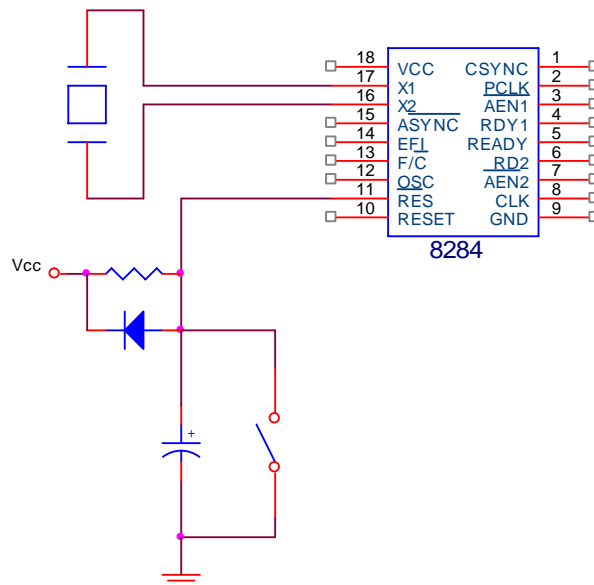 18 VCC CSYNC 1
17 X1 PCLK 2
16 X2 AEN1 3
15 ASYNC RDY1 4
14 EFI READY 5
13 F/C RD2 6
12 OSC AEN2 7
11 RES CLK 8
10 RESET GND 9
8284
Vcc
+